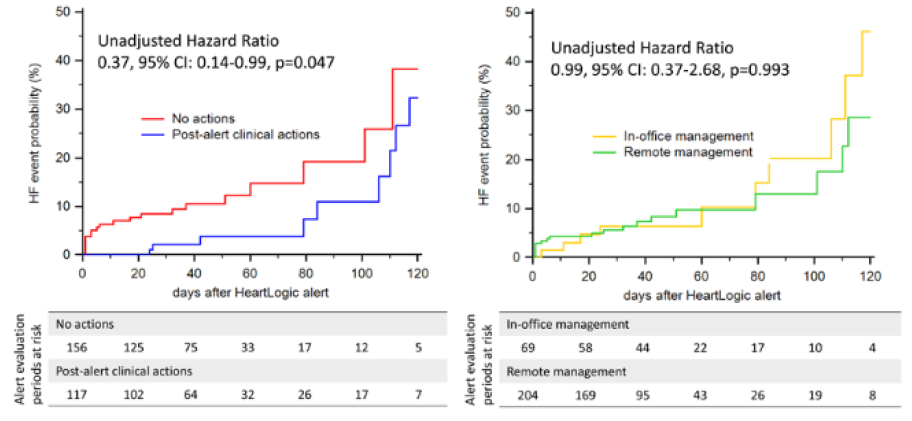 50
40
30
20
10
0
HF event probability (%)
Unadjusted Hazard Ratio
0.37, 95% CI: 0.14-0.99, p=0.047
No actions
Post-alert clinical actions
0 20 40 60 80 100 120
days after HeartLogic alert
Alert evaluation
periods at risk
No actions
156 125 75 33 17 12 5
Post-alert clinical actions
117 102 64 32 26 17 7
50
40
30
20
10
0
HF event probability (%)
Unadjusted Hazard Ratio
0.99, 95% CI: 0.37-2.68, p=0.993
In-office management
Remote management
0 20 40 60 80 100 120
days after HeartLogic alert
Alert evaluation
periods at risk
In-office management
69 58 44 22 17 10 4
Remote management
204 169 95 43 26 19 8